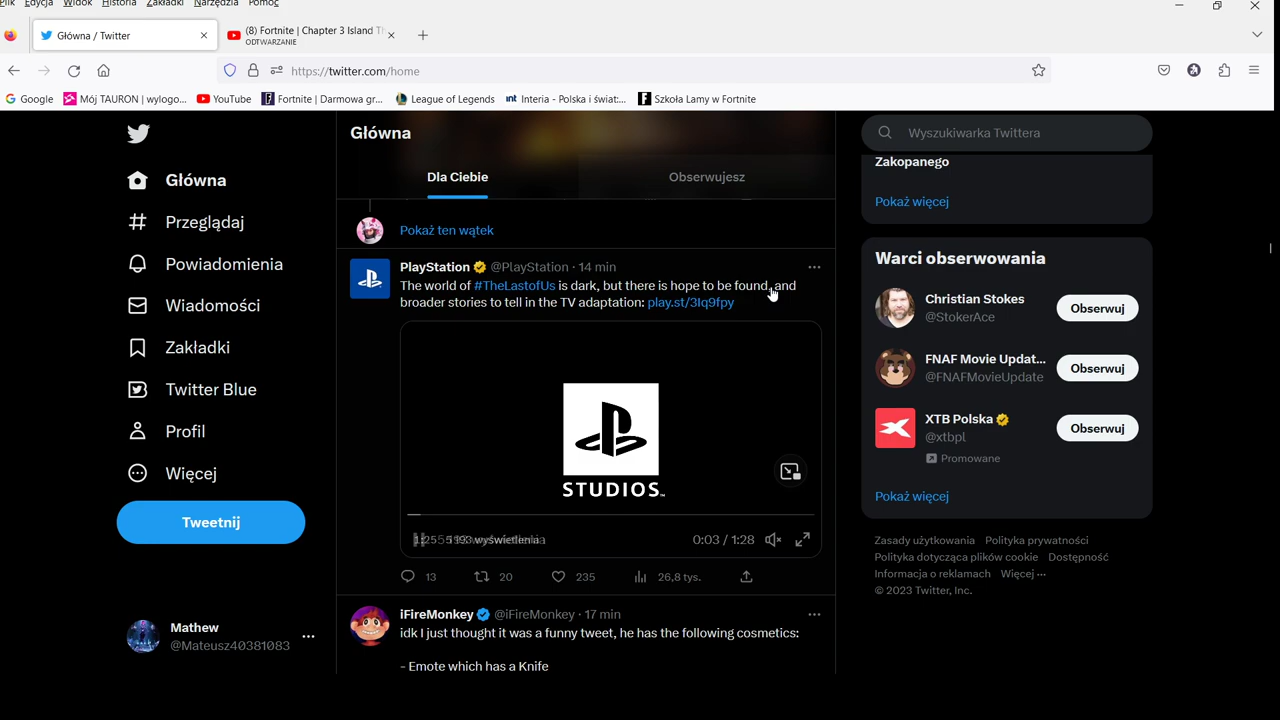 Plik Edycja Widok Historia Zakładki Narzędzia Pomoc
Główna / Twitter
(8) Fortnite | Chapter 3 Island Th
ODTWARZANIE
https://twitter.com/home
Google
Mój TAURON | wylogo...
YouTube
Fortnite | Darmowa gr...
League of Legends
int Interia - Polska i świat:...
Szkoła Lamy w Fortnite
Główna
Przeglądaj
Powiadomienia
Wiadomości
Zakładki
Twitter Blue
Profil
Więcej
Tweetnij
Mathew
@Mateusz40381083
Główna
Dla Ciebie
Obserwujesz
Pokaż ten wątek
PlayStation @PlayStation · 14 min
The world of #TheLastofUs is dark, but there is hope to be found, and
broader stories to tell in the TV adaptation: play.st/3Iq9fpy
STUDIOS™
0:03 / 1:28
13
20
235
26,8 tys.
iFireMonkey @iFireMonkey · 17 min
idk I just thought it was a funny tweet, he has the following cosmetics:
- Emote which has a Knife
Wyszukiwarka Twittera
Zakopanego
Pokaż więcej
Warci obserwowania
Christian Stokes
@StokerAce
Obserwuj
FNAF Movie Updat...
@FNAFMovieUpdate
Obserwuj
XTB Polska
@xtbpl
Obserwuj
Promowane
Pokaż więcej
Zasady użytkowania Polityka prywatności
Polityka dotycząca plików cookie Dostępność
Informacja o reklamach Więcej ···
© 2023 Twitter, Inc.